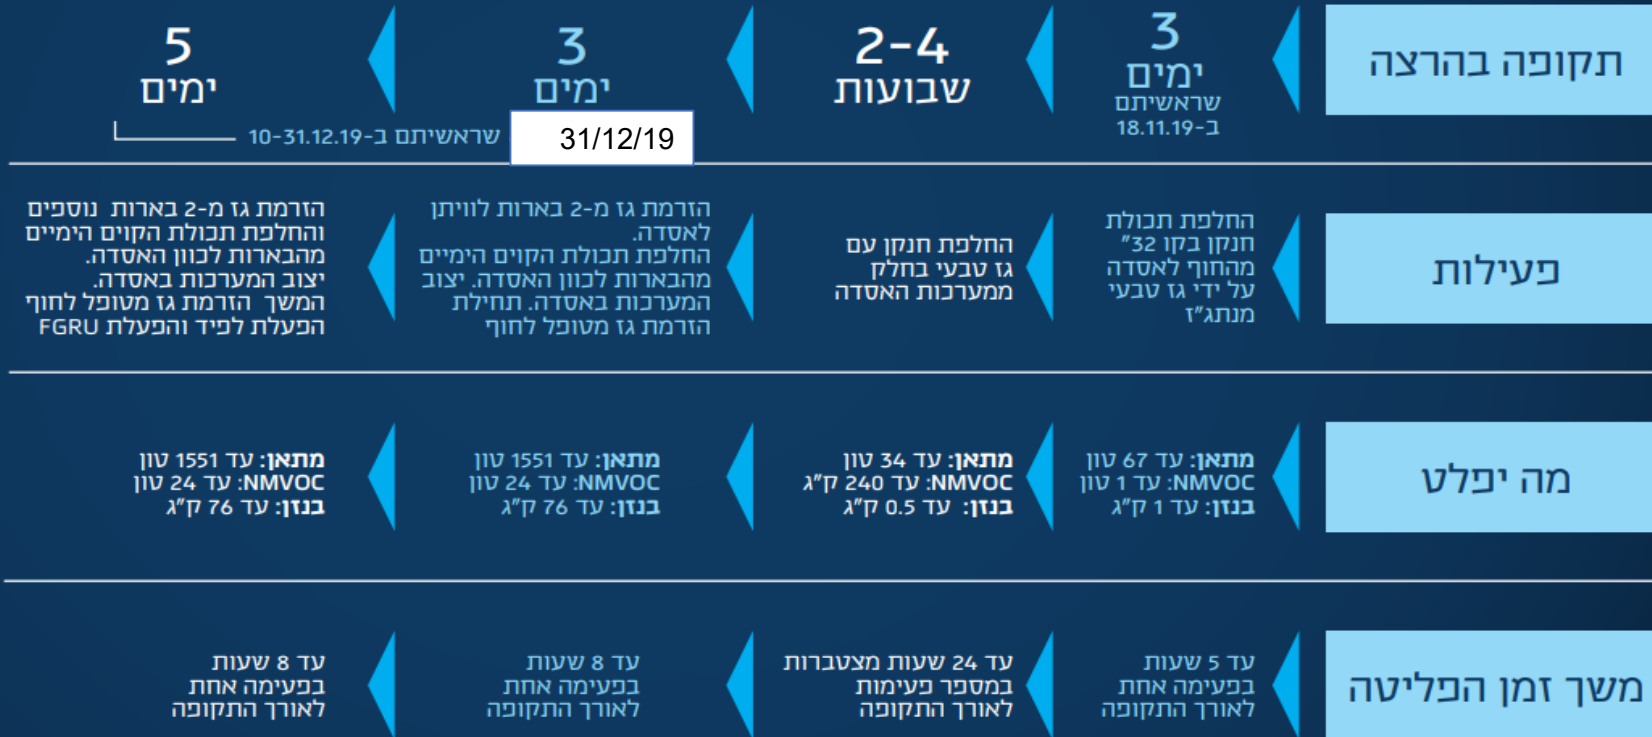 תקופה בהרצה
3
ימים
שראשיתם
ב-18.11.19
2-4
שבועות
3
ימים
31/12/19
5
ימים
שראשיתם ב-10-31.12.19
פעילות
החלפת תכולת
חנקן בקו 32"
מהחוף לאסדה
על ידי גז טבעי
מנתג"ז
החלפת חנקן עם
גז טבעי בחלק
ממערכות האסדה
הזרמת גז מ-2 בארות לוויתן
לאסדה.
החלפת תכולת הקוים הימיים
מהבארות לכוון האסדה. יצוב
המערכות באסדה. תחילת
הזרמת גז מטופל לחוף
הזרמת גז מ-2 בארות נוספים
והחלפת תכולת הקוים הימיים
מהבארות לכוון האסדה.
יצוב המערכות באסדה.
המשך הזרמת גז מטופל לחוף
הפעלת לפיד והפעלת FGRU
מה יפלט
מתאן: עד 67 טון
NMVOC: עד 1 טון
בנזן: עד 1 ק"ג
מתאן: עד 34 טון
NMVOC: עד 240 ק"ג
בנזן: עד 0.5 ק"ג
מתאן: עד 1551 טון
NMVOC: עד 24 טון
בנזן: עד 76 ק"ג
מתאן: עד 1551 טון
NMVOC: עד 24 טון
בנזן: עד 76 ק"ג
משך זמן הפליטה
עד 5 שעות
בפעימה אחת
לאורך התקופה
עד 24 שעות מצטברות
במספר פעימות
לאורך התקופה
עד 8 שעות
בפעימה אחת
לאורך התקופה
עד 8 שעות
בפעימה אחת
לאורך התקופה